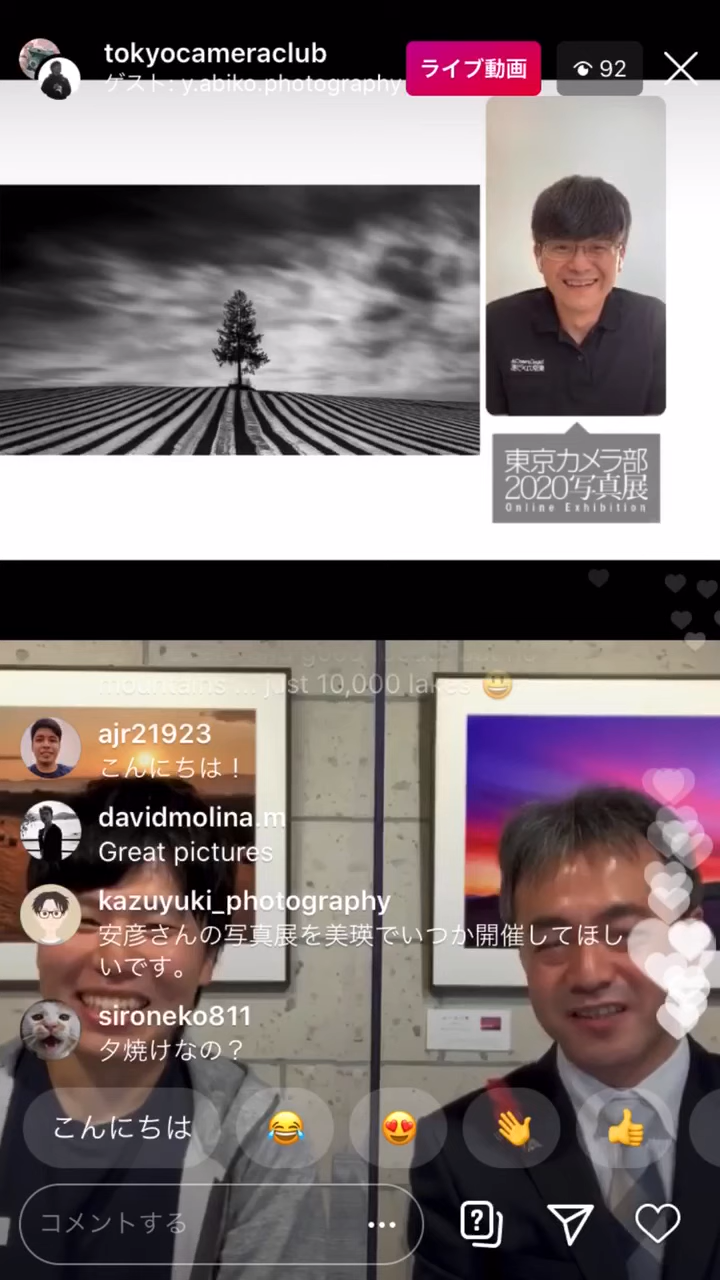 tokyocameraclub
ゲスト: y.abiko.photography
ライブ動画
92
東京カメラ部
2020写真展
Online Exhibition
mountains... just 10,000 lakes 😃
ajr21923
こんにちは！
davidmolina.m
Great pictures
kazuyuki_photography
安彦さんの写真展を美瑛でいつか開催してほし
いです。
sironeko811
夕焼けなの？
こんにちは 😂 😍 👋 👍
コメントする